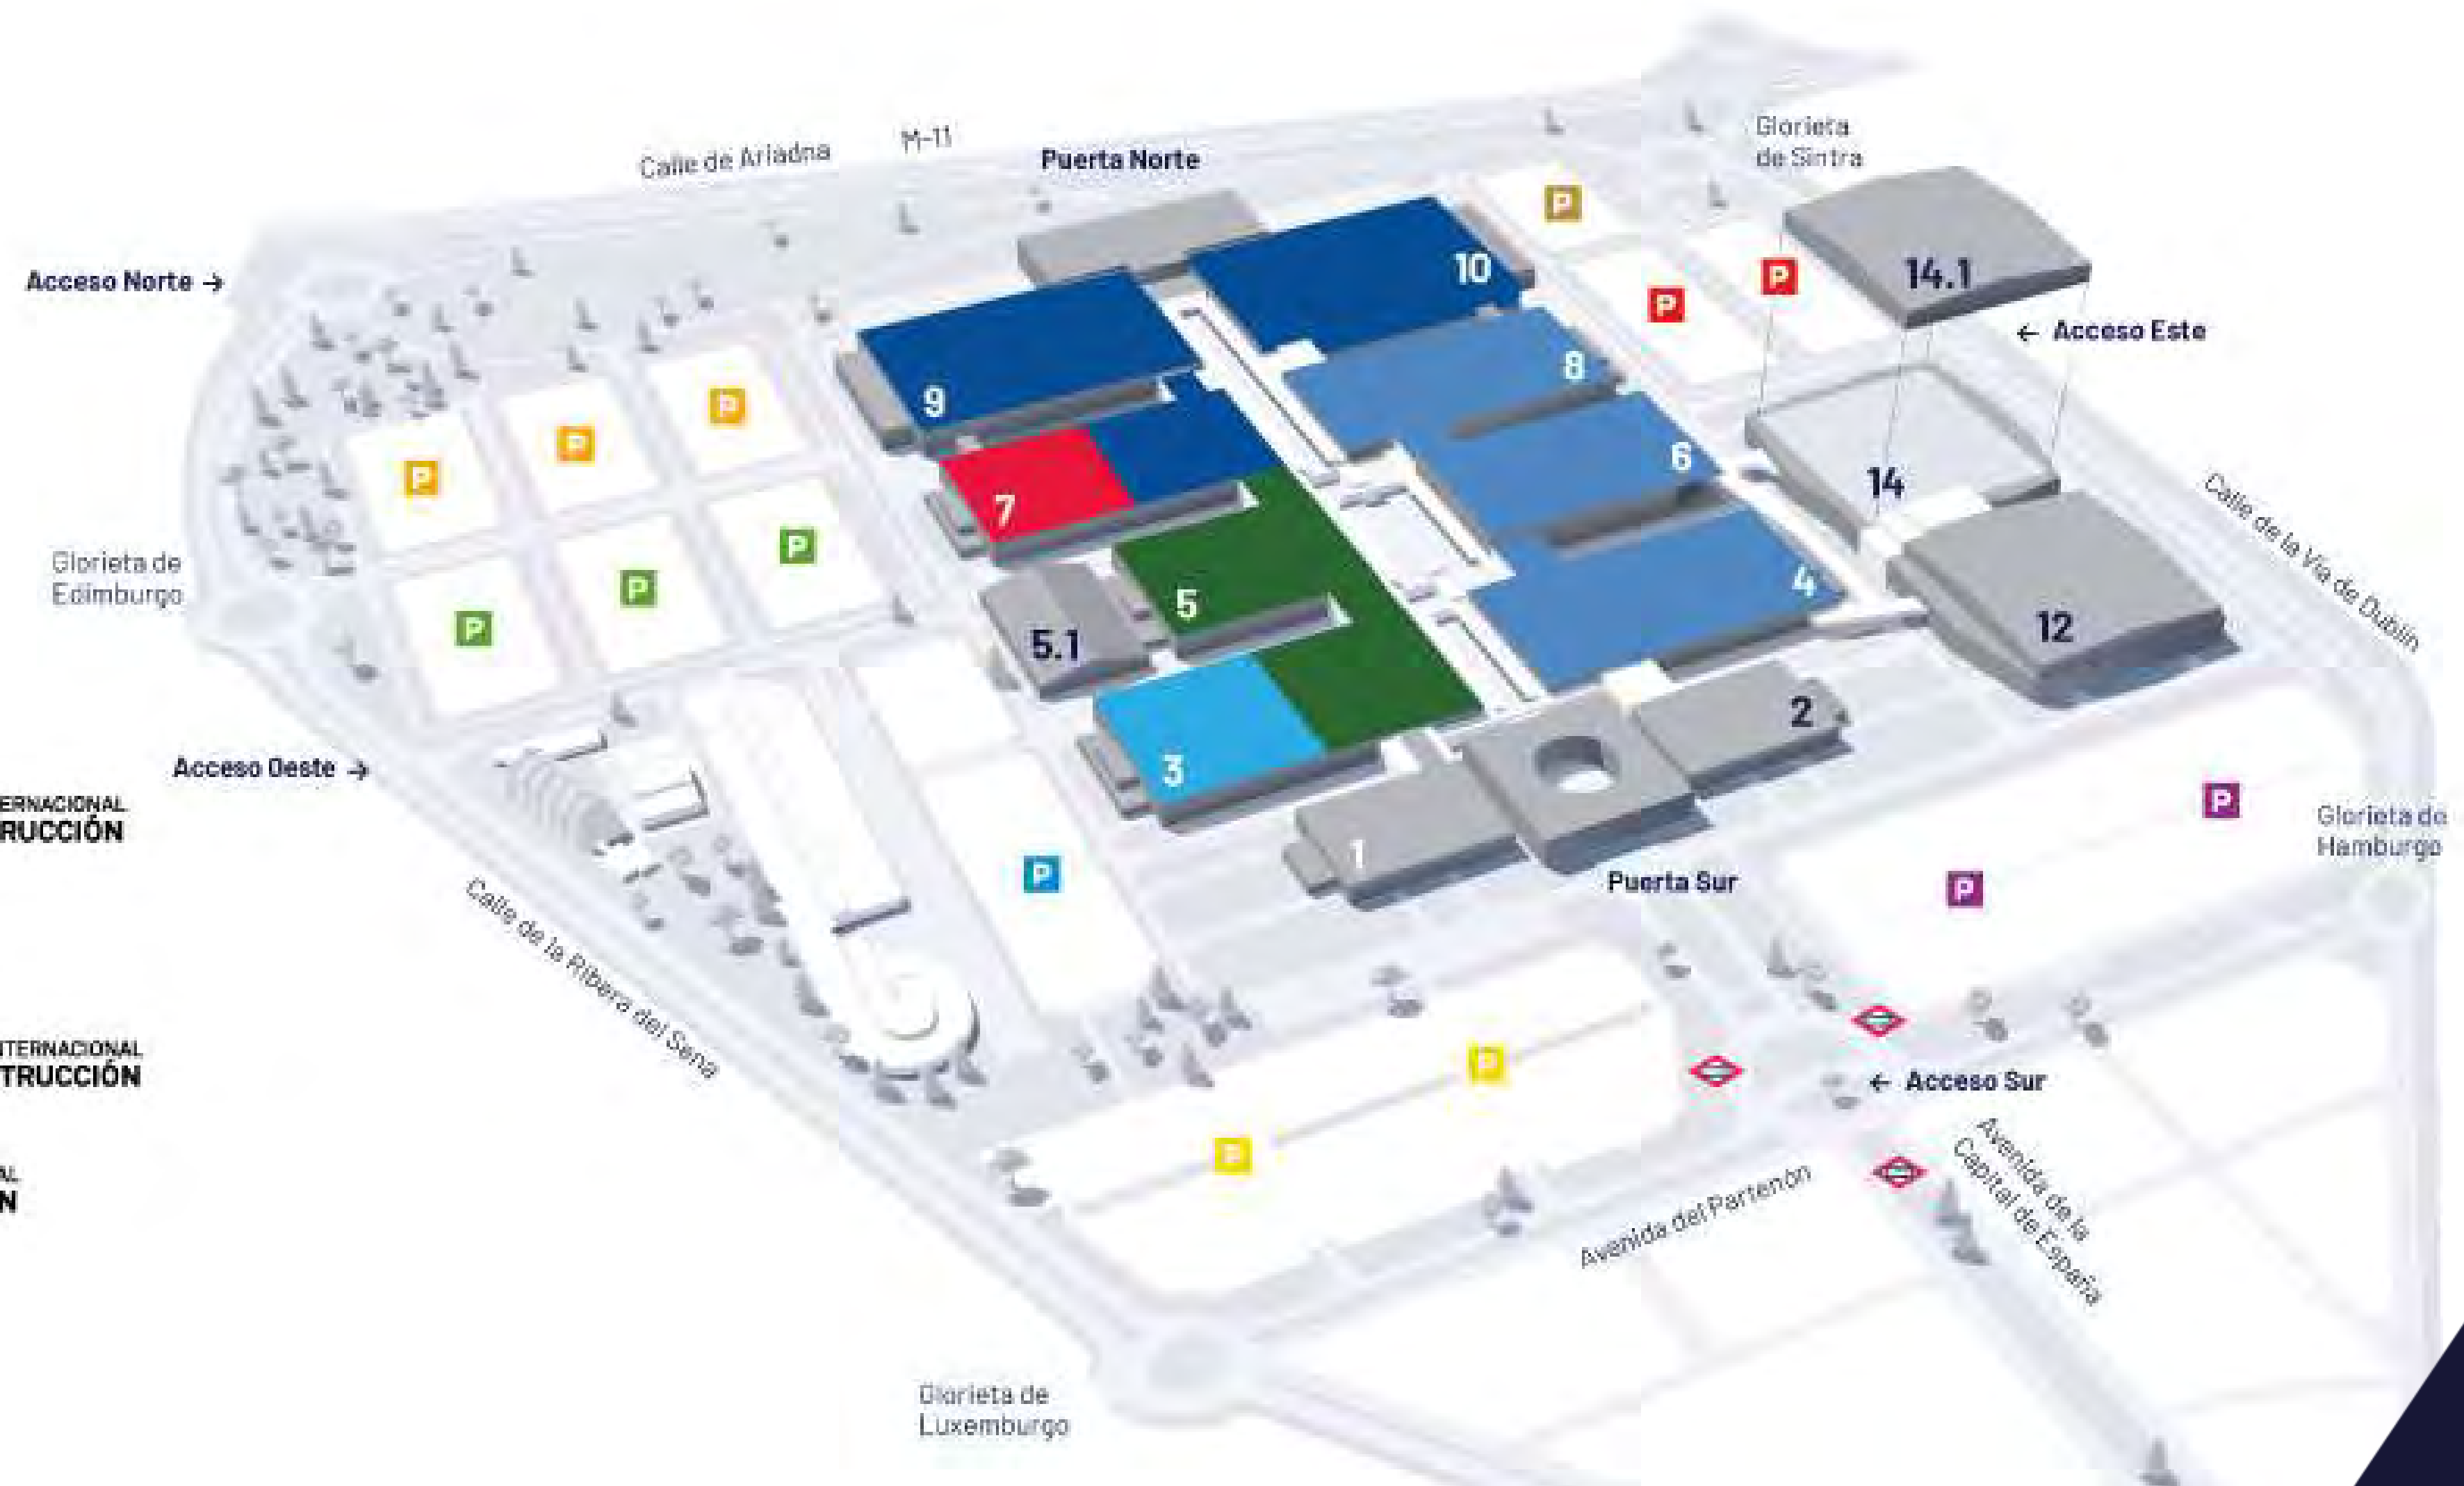 Calle de Ariadna
M-11
Puerta Norte
Glorieta
de Sintra
P
10
14.1
P
P
Acceso Norte →
← Acceso Este
8
9
P
P
P
6
14
7
Calle de la Vía de Dublín
P
Glorieta de
Edimburgo
P
P
5
4
5.1
12
2
3
Acceso Oeste →
ERNACIONAL
RUCCIÓN
P
Glorieta de
Hamburgo
1
P
Puerta Sur
P
Calle de la Ribera del Sena
NTERNACIONAL
TRUCCIÓN
P
← Acceso Sur
P
Avenida del Partenón
Avenida de la
Capital de España
AL
N
Glorieta de
Luxemburgo